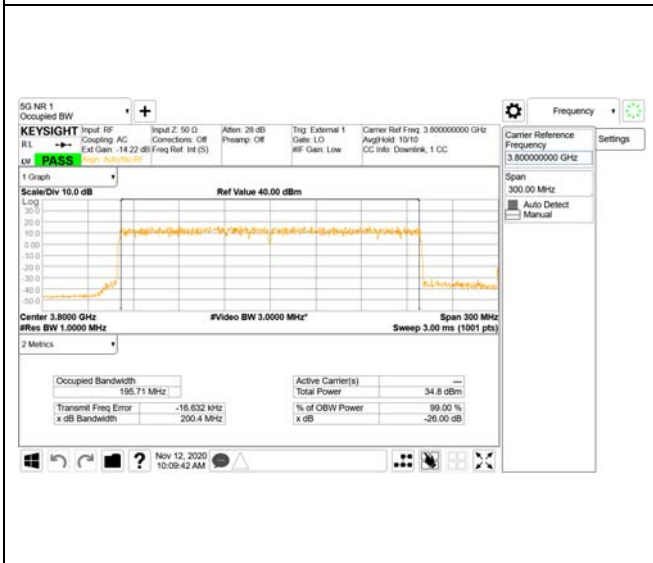 5G NR 1
Occupied BW
+
Frequency
KEYSIGHT Input: RF Input Z: 50 Ω Atten: 28 dB Trig: External 1 Carrier Ref Freq: 3.800000000 GHz
RL Coupling: AC Corrections: Off Preamp: Off Gate: LO Avg|Hold: 10/10
Ext Gain: -14.22 dB Freq Ref: Int (S) #IF Gain: Low CC Info: Downlink, 1 CC
PASS Align: Auto/No RF
Carrier Reference
Frequency
3.800000000 GHz
Settings
Span
300.00 MHz
Auto Detect
Manual
1 Graph
Scale/Div 10.0 dB Ref Value 40.00 dBm
Log
30.0
20.0
10.0
0.00
-10.0
-20.0
-30.0
-40.0
-50.0
Center 3.8000 GHz #Video BW 3.0000 MHz* Span 300 MHz
#Res BW 1.0000 MHz Sweep 3.00 ms (1001 pts)
2 Metrics
Occupied Bandwidth Active Carrier(s) ---
195.71 MHz Total Power 34.8 dBm
Transmit Freq Error -16.632 kHz % of OBW Power 99.00 %
x dB Bandwidth 200.4 MHz x dB -26.00 dB
? Nov 12, 2020
10:09:42 AM